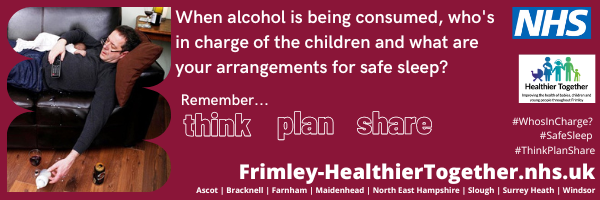 When alcohol is being consumed, who's
in charge of the children and what are
your arrangements for safe sleep?
NHS
Healthier Together
Improving the health of babies, children and
young people throughout Frimley
Remember...
think plan share
#WhosInCharge?
#SafeSleep
#ThinkPlanShare
Frimley-HealthierTogether.nhs.uk
Ascot | Bracknell | Farnham | Maidenhead | North East Hampshire | Slough | Surrey Heath | Windsor